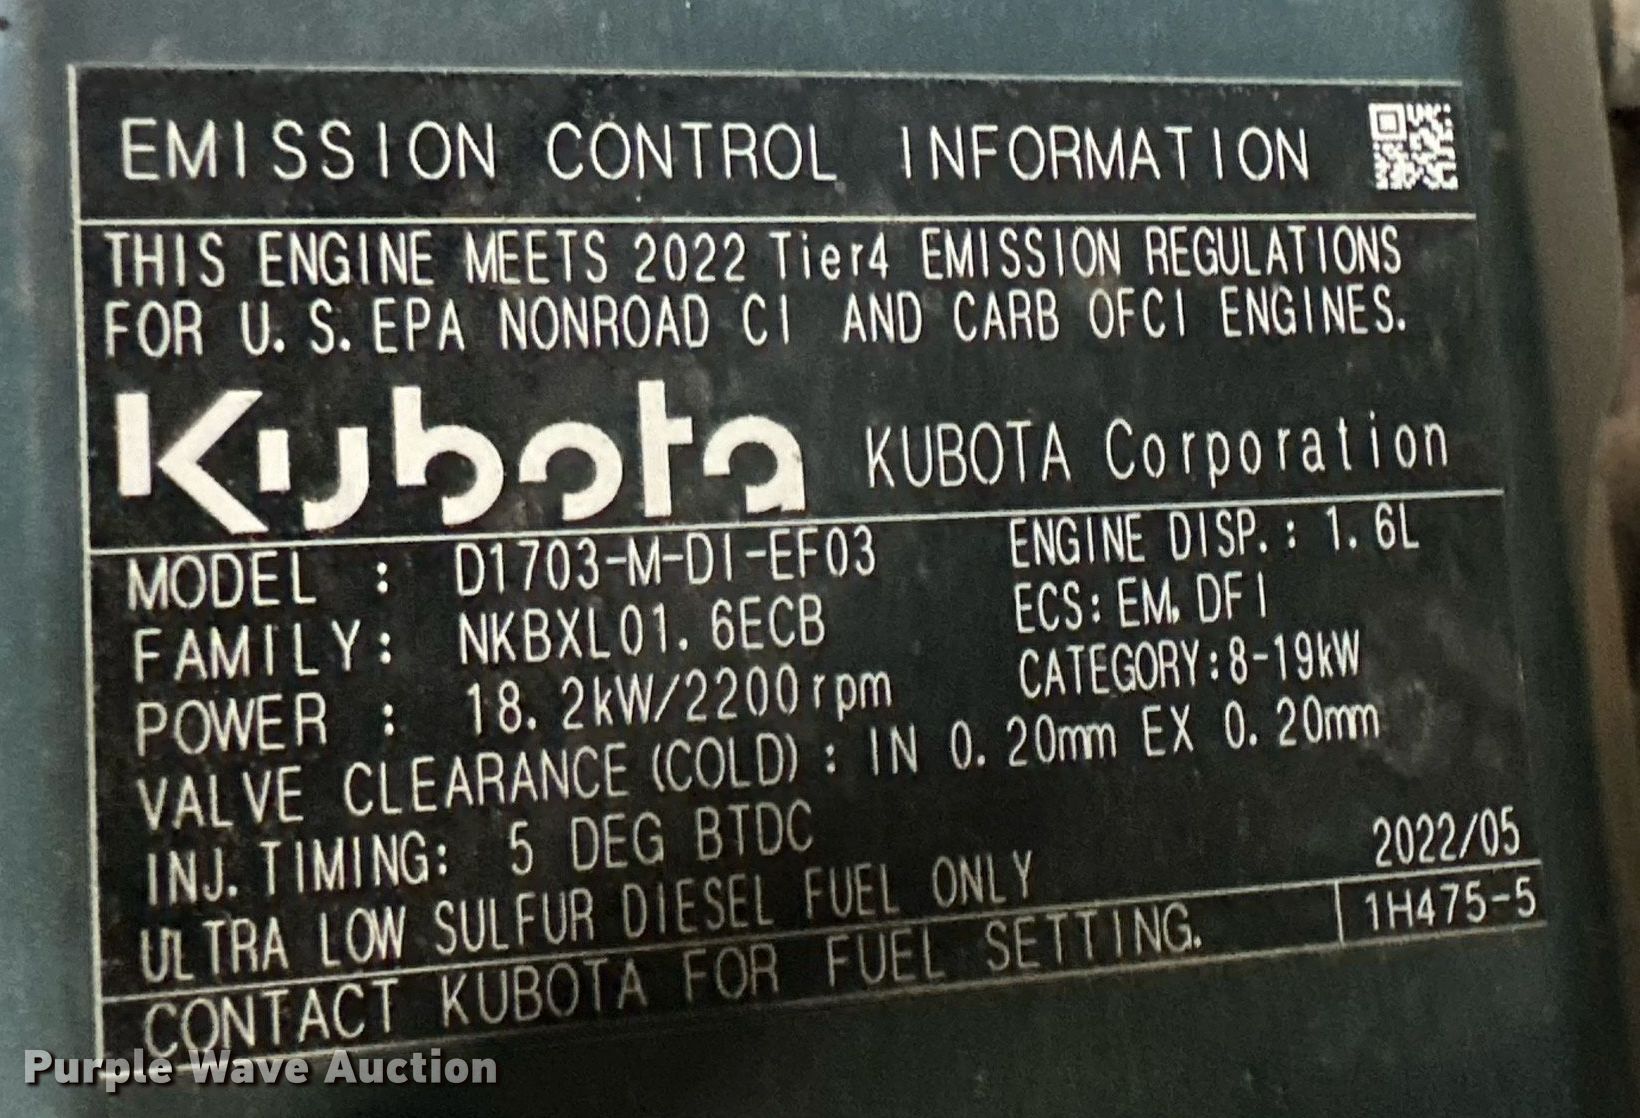 EMISSION CONTROL INFORMATION
THIS ENGINE MEETS 2022 Tier4 EMISSION REGULATIONS
FOR U.S.EPA NONROAD CI AND CARB OFCI ENGINES.
Kubota KUBOTA Corporation
MODEL : D1703-M-DI-EF03 ENGINE DISP.: 1.6L
FAMILY: NKBXL01.6ECB ECS: EM, DFI
POWER : 18.2kW/2200rpm CATEGORY:8-19kW
VALVE CLEARANCE (COLD) : IN 0.20mm EX 0.20mm
INJ. TIMING: 5 DEG BTDC 2022/05
ULTRA LOW SULFUR DIESEL FUEL ONLY 1H475-5
CONTACT KUBOTA FOR FUEL SETTING.
Purple Wave Auction